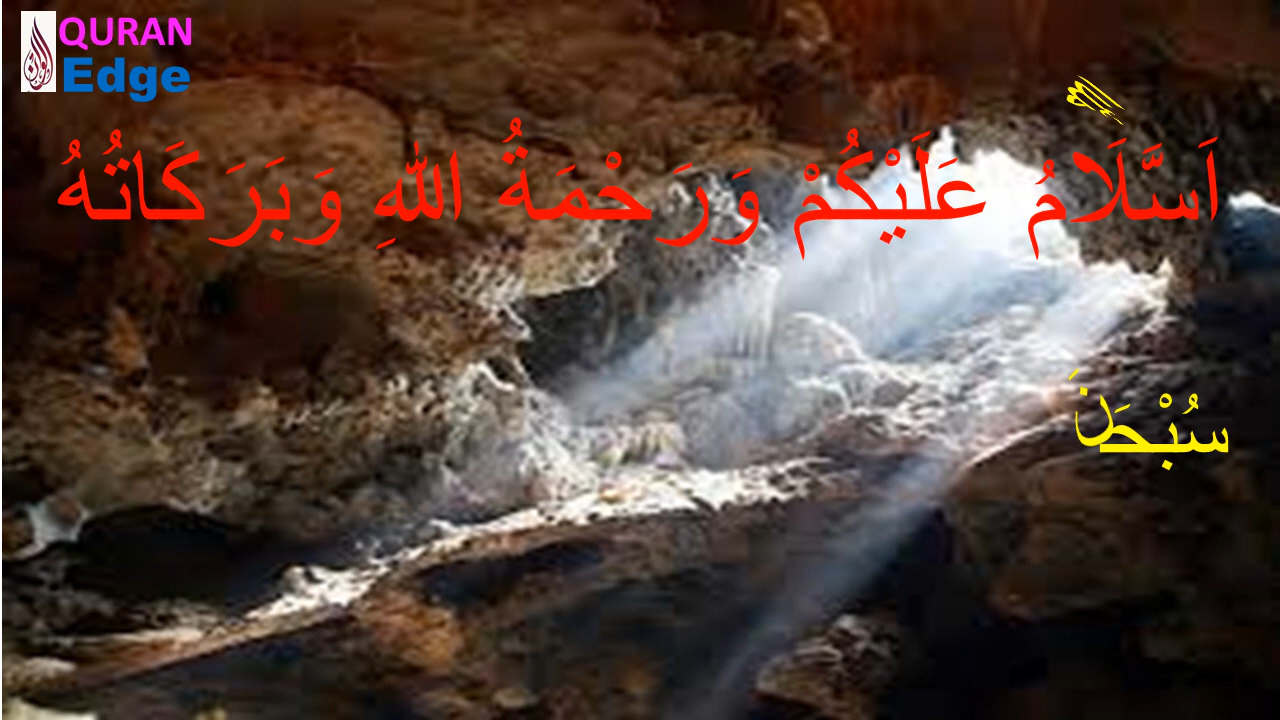 QURAN
Edge
اَسَّلَامُ عَلَيْكُمْ وَرَحْمَةُ اللهِ وَبَرَكَاتُهُ
سُبْحَنَ